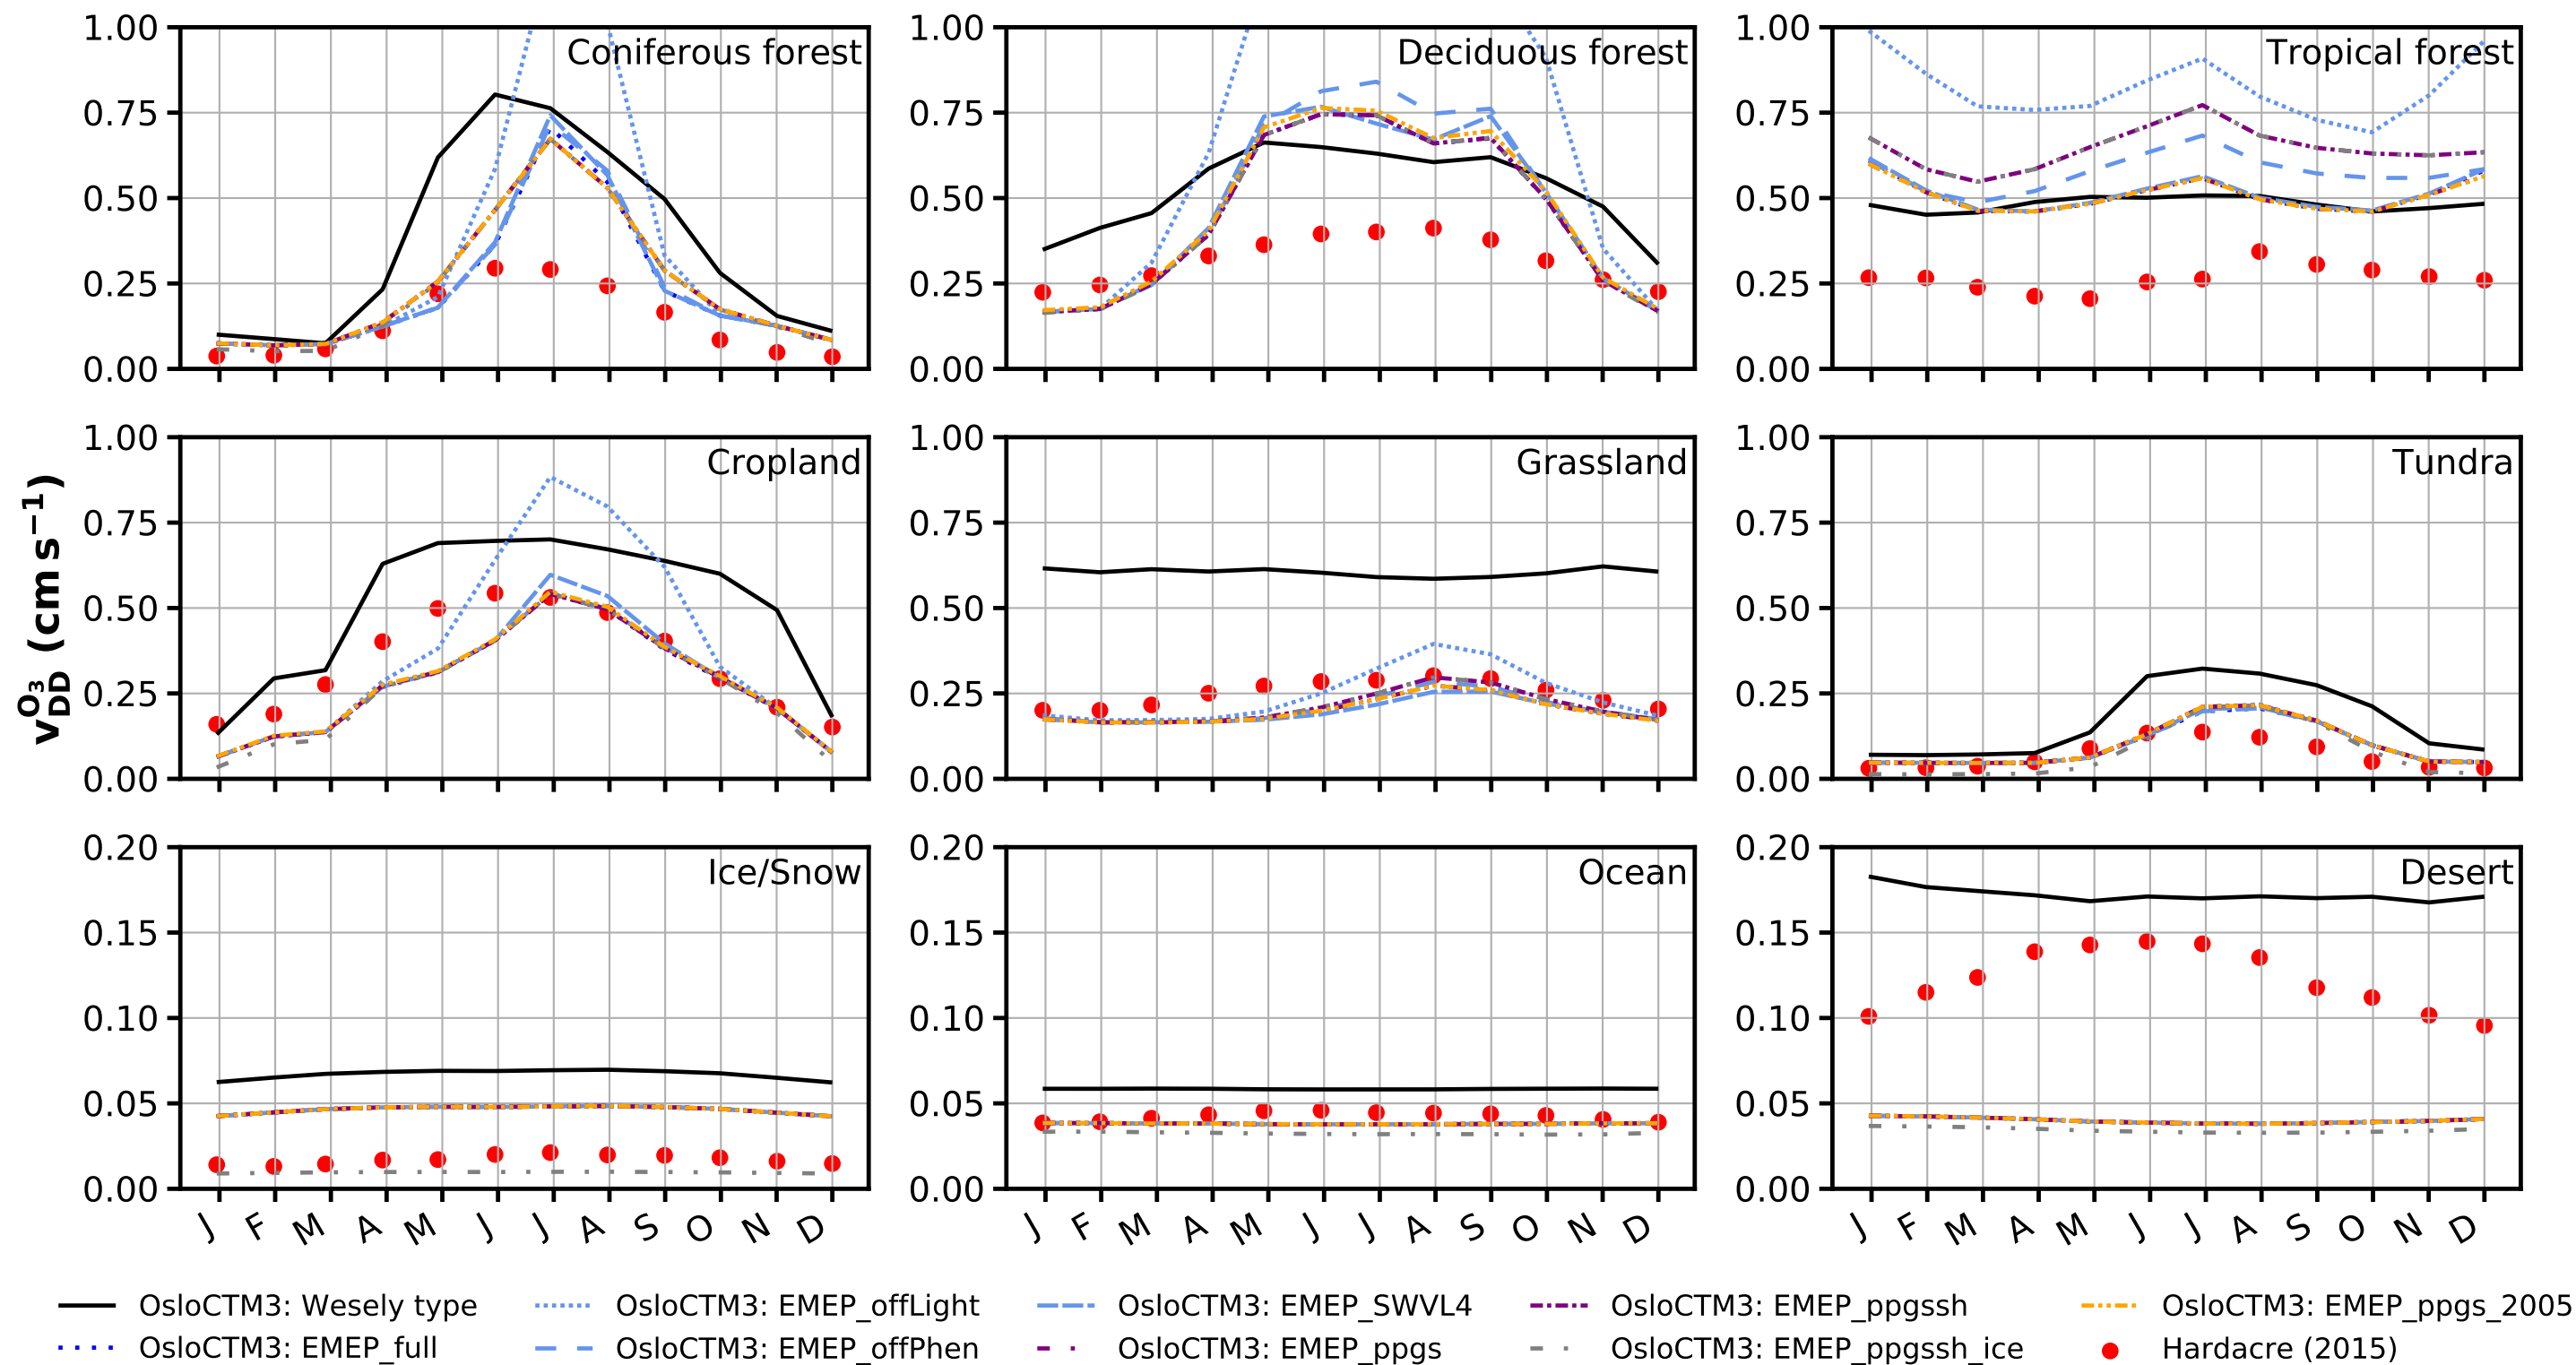 1.00
0.75
0.50
0.25
0.00
Coniferous forest
1.00
0.75
0.50
0.25
0.00
Deciduous forest
1.00
0.75
0.50
0.25
0.00
Tropical forest
v_DD^O3 (cm s⁻¹)
1.00
0.75
0.50
0.25
0.00
Cropland
1.00
0.75
0.50
0.25
0.00
Grassland
1.00
0.75
0.50
0.25
0.00
Tundra
0.20
0.15
0.10
0.05
0.00
Ice/Snow
J F M A M J J A S O N D
0.20
0.15
0.10
0.05
0.00
Ocean
J F M A M J J A S O N D
0.20
0.15
0.10
0.05
0.00
Desert
J F M A M J J A S O N D
OsloCTM3: Wesely type
OsloCTM3: EMEP_full
OsloCTM3: EMEP_offLight
OsloCTM3: EMEP_offPhen
OsloCTM3: EMEP_SWVL4
OsloCTM3: EMEP_ppgs
OsloCTM3: EMEP_ppgssh
OsloCTM3: EMEP_ppgssh_ice
OsloCTM3: EMEP_ppgs_2005
Hardacre (2015)